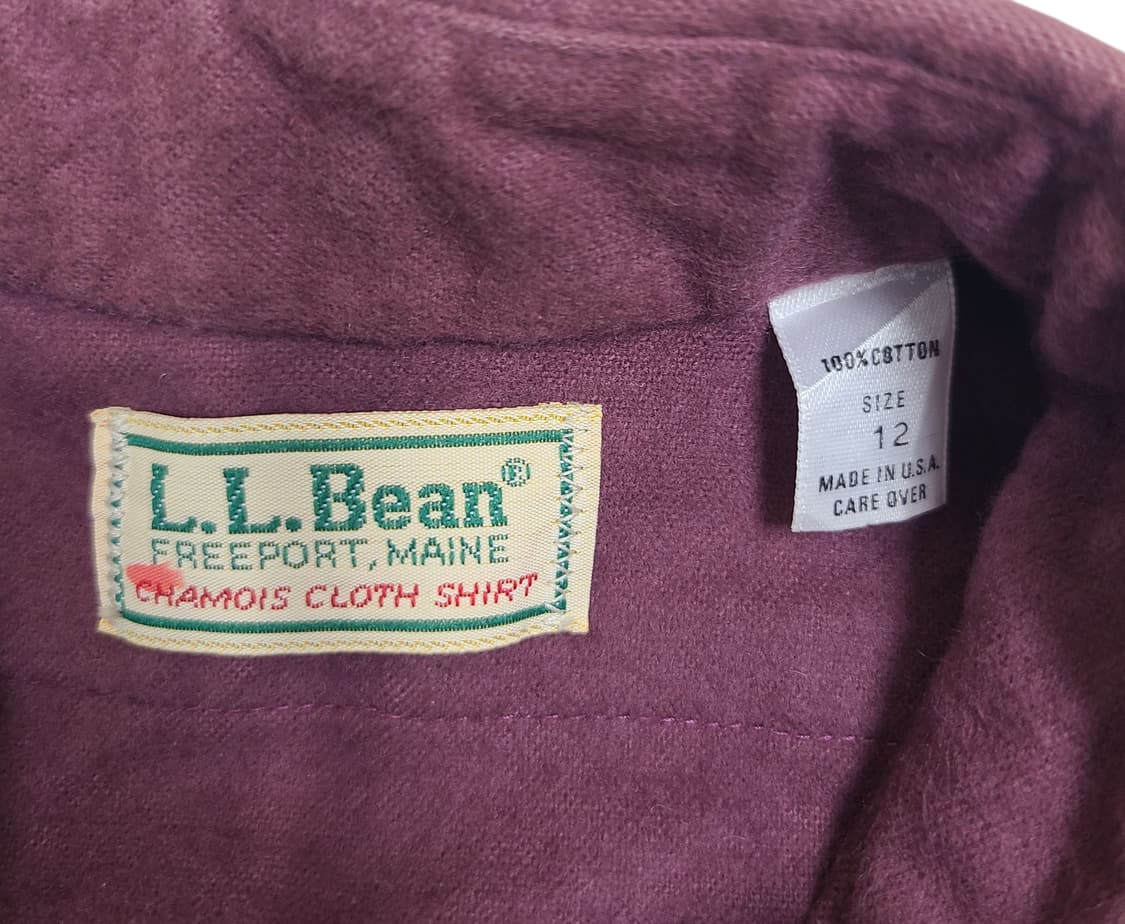 L.L.Bean®
FREEPORT, MAINE
CHAMOIS CLOTH SHIRT
100% COTTON
SIZE
12
MADE IN U.S.A.
CARE OVER